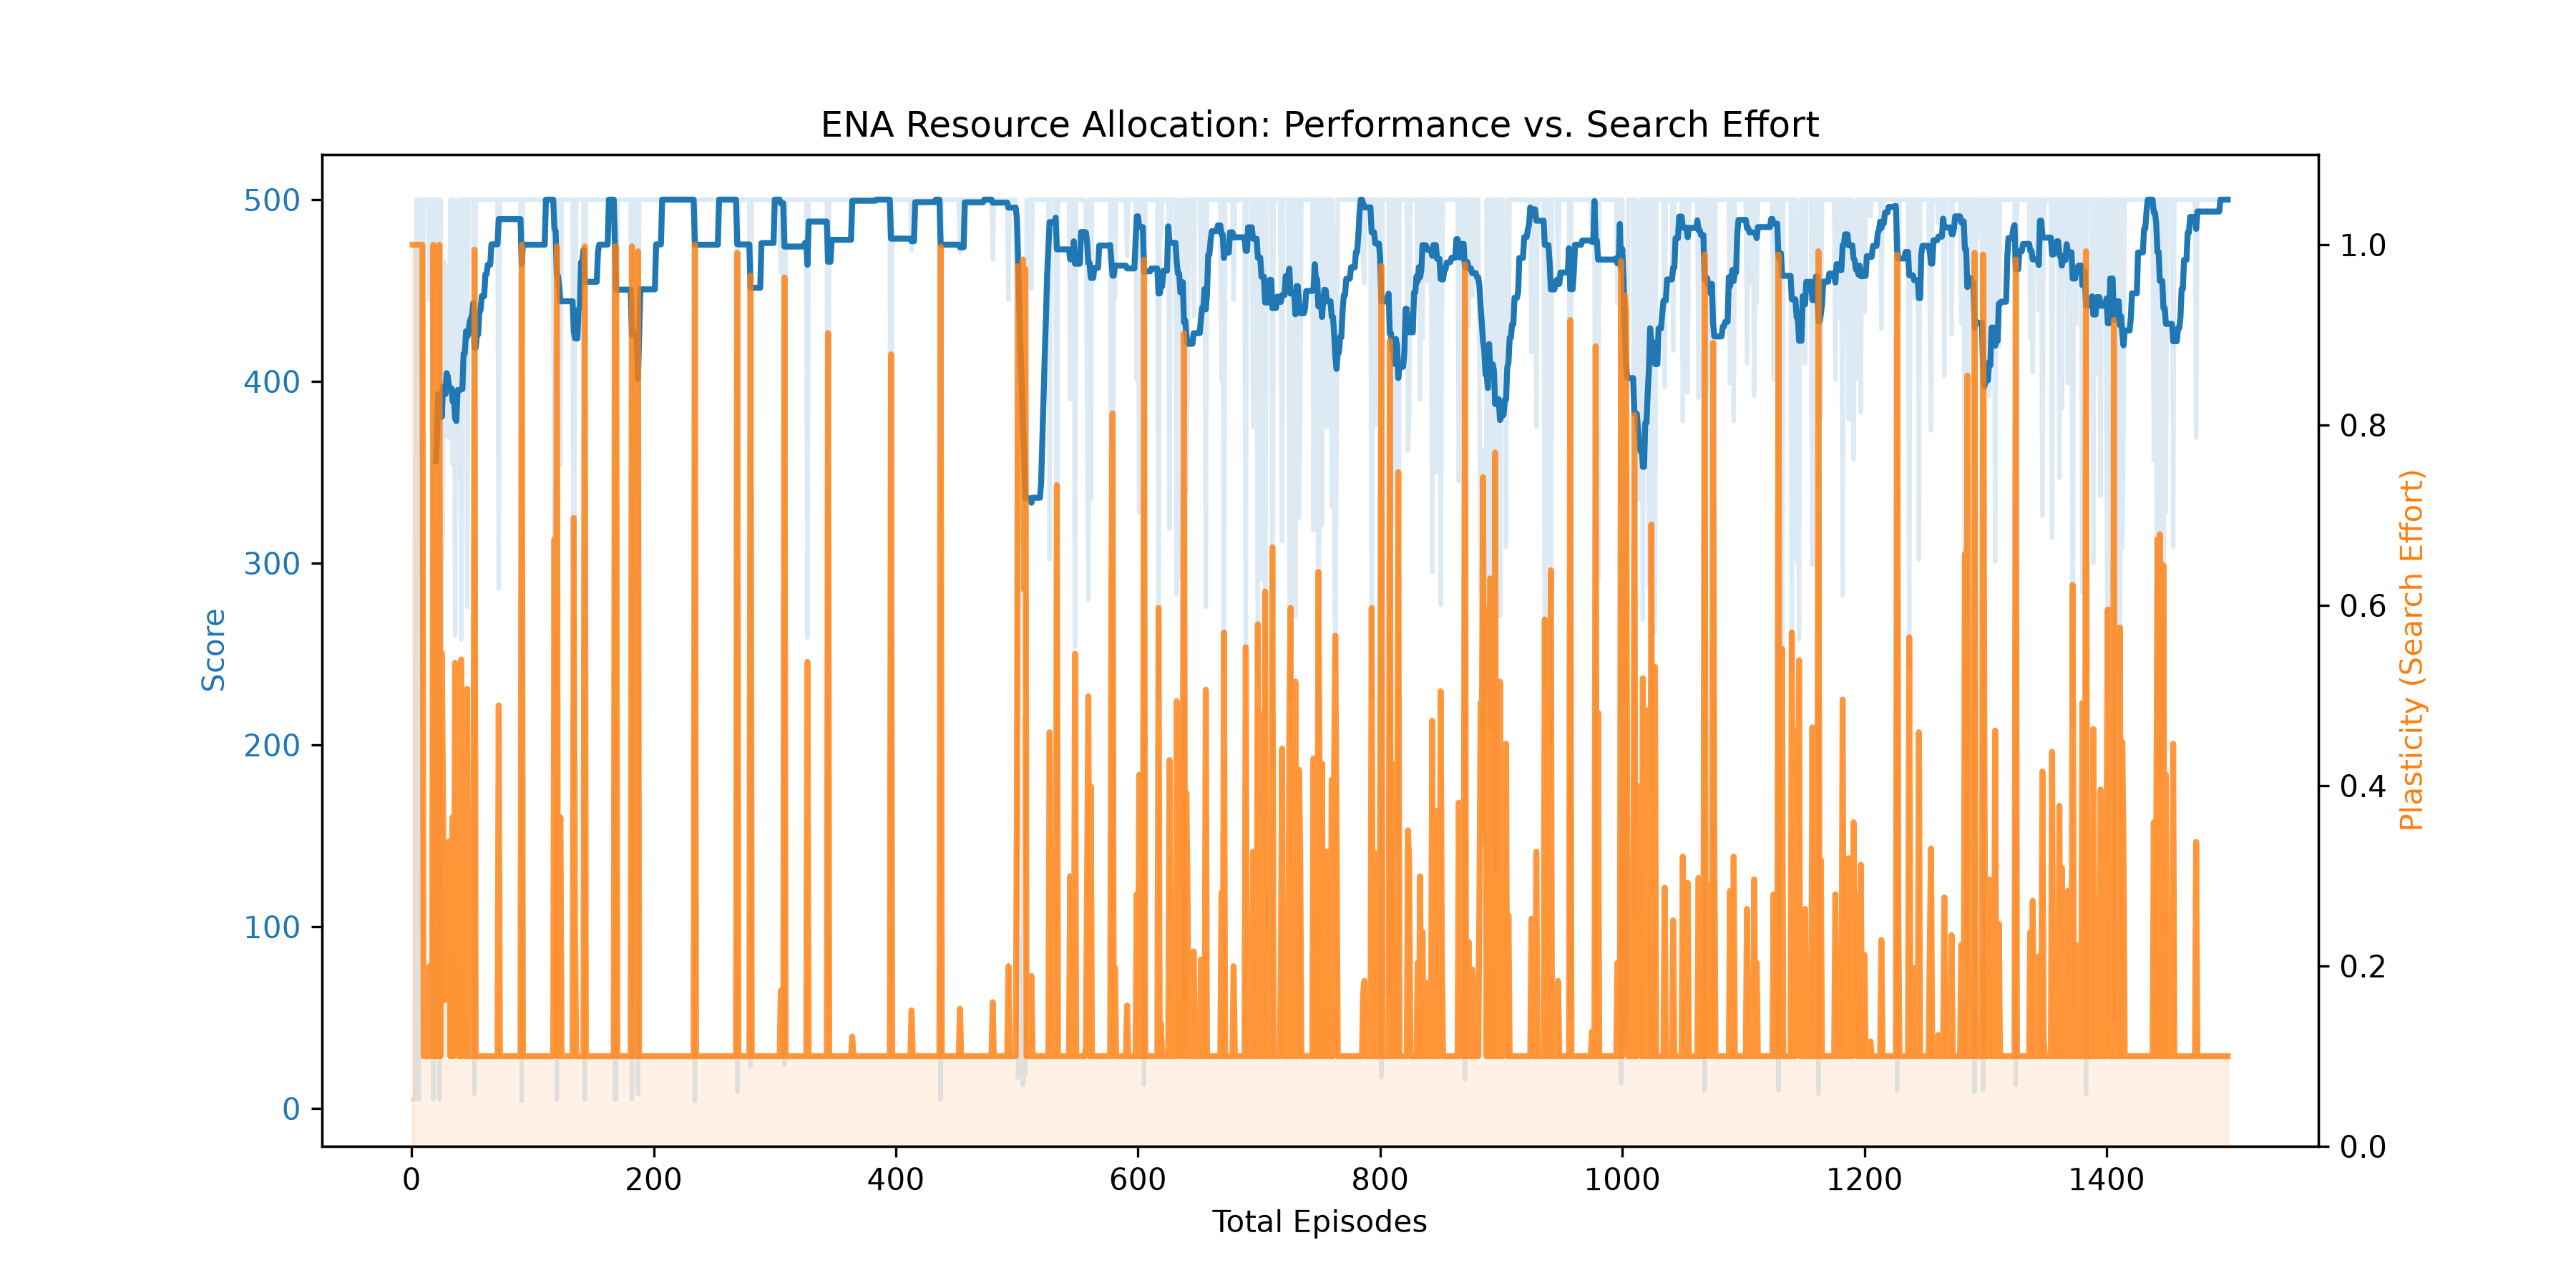 ENA Resource Allocation: Performance vs. Search Effort
500
400
300
200
100
0
Score
1.0
0.8
0.6
0.4
0.2
0.0
Plasticity (Search Effort)
0 200 400 600 800 1000 1200 1400
Total Episodes